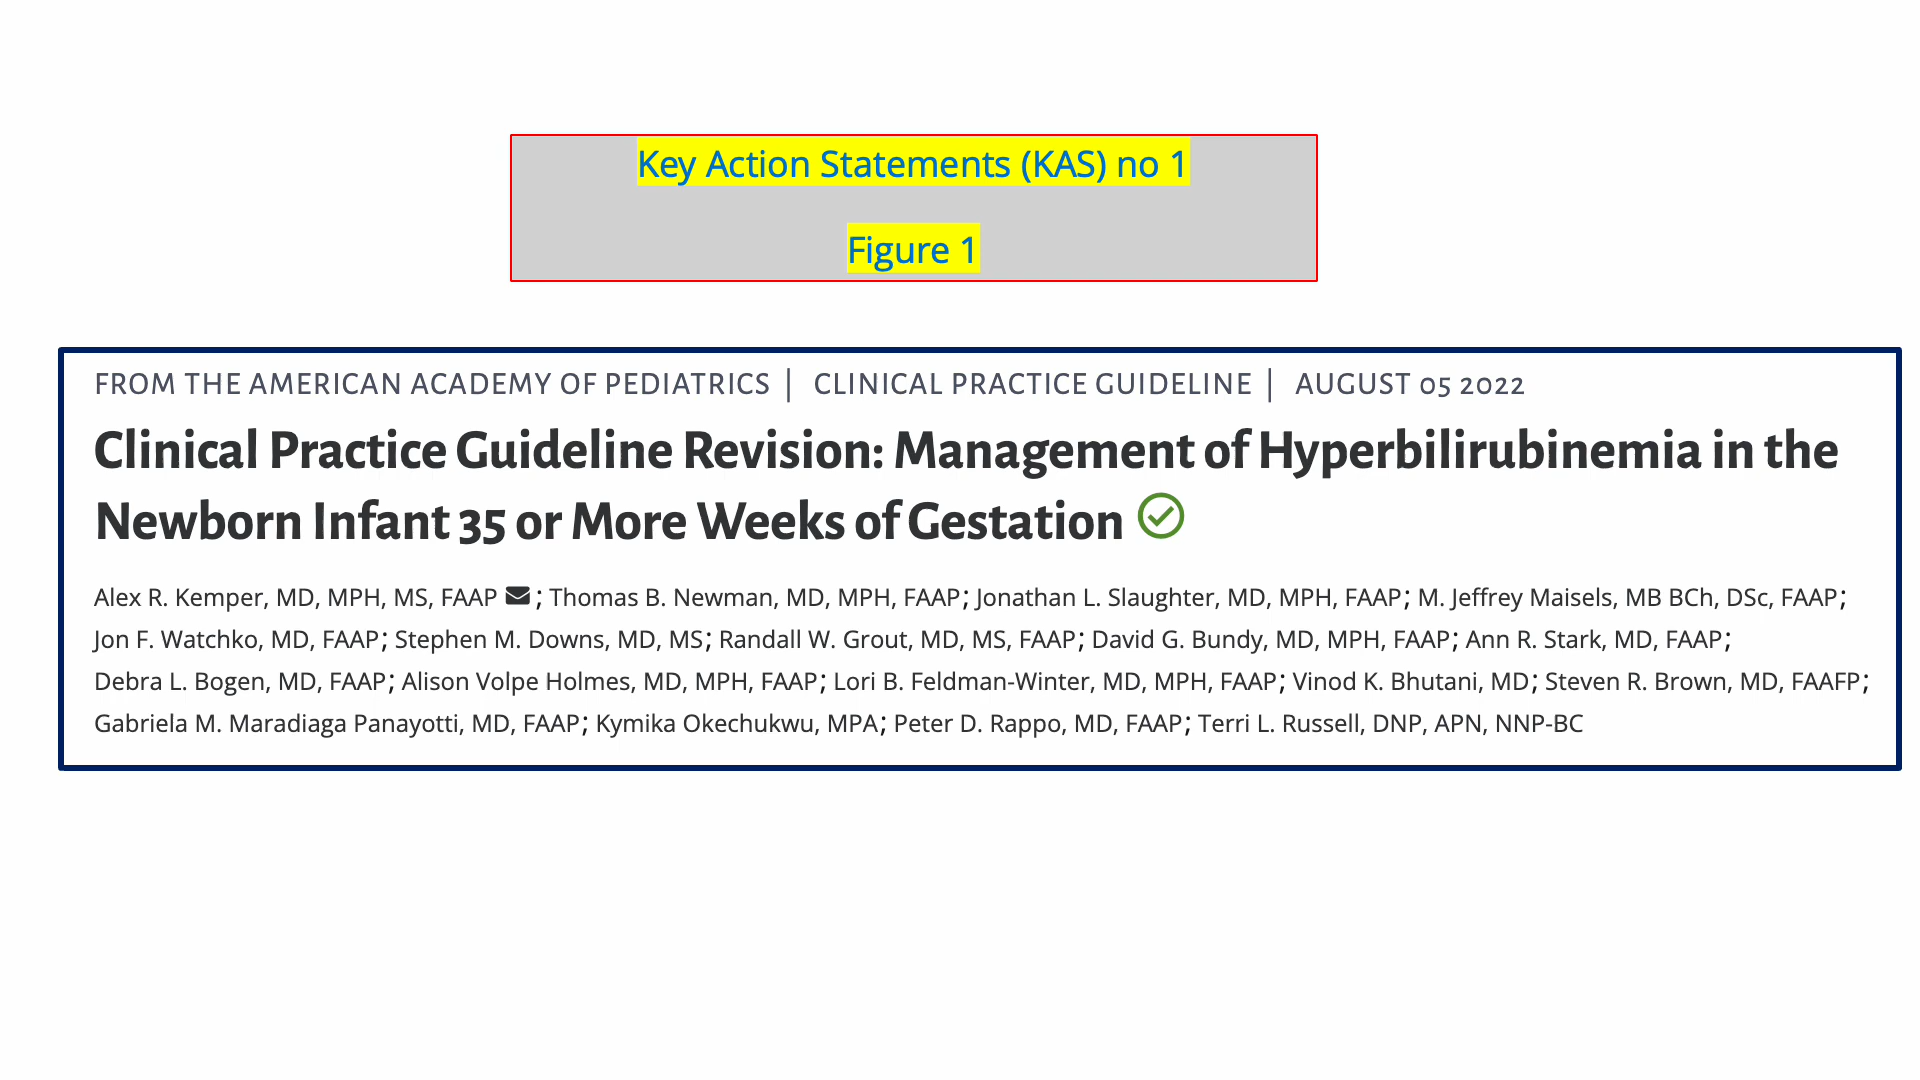 Key Action Statements (KAS) no 1
Figure 1
FROM THE AMERICAN ACADEMY OF PEDIATRICS | CLINICAL PRACTICE GUIDELINE | AUGUST 05 2022
Clinical Practice Guideline Revision: Management of Hyperbilirubinemia in the
Newborn Infant 35 or More Weeks of Gestation
Alex R. Kemper, MD, MPH, MS, FAAP ; Thomas B. Newman, MD, MPH, FAAP; Jonathan L. Slaughter, MD, MPH, FAAP; M. Jeffrey Maisels, MB BCh, DSc, FAAP;
Jon F. Watchko, MD, FAAP; Stephen M. Downs, MD, MS; Randall W. Grout, MD, MS, FAAP; David G. Bundy, MD, MPH, FAAP; Ann R. Stark, MD, FAAP;
Debra L. Bogen, MD, FAAP; Alison Volpe Holmes, MD, MPH, FAAP; Lori B. Feldman-Winter, MD, MPH, FAAP; Vinod K. Bhutani, MD; Steven R. Brown, MD, FAAFP;
Gabriela M. Maradiaga Panayotti, MD, FAAP; Kymika Okechukwu, MPA; Peter D. Rappo, MD, FAAP; Terri L. Russell, DNP, APN, NNP-BC